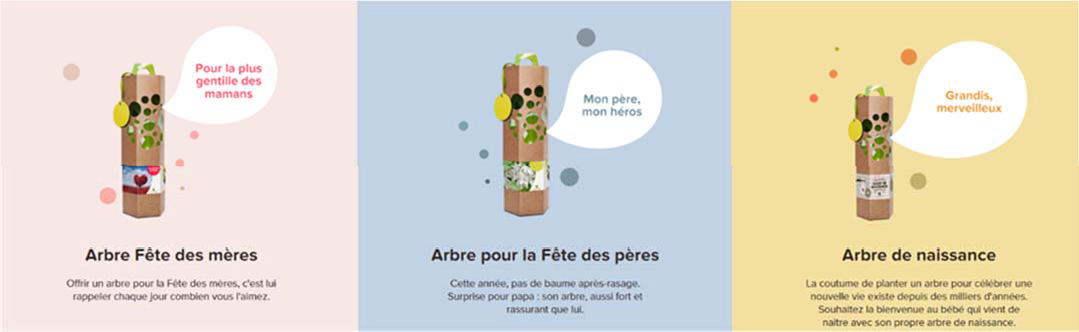 Pour la plus
gentille des
mamans
Arbre Fête des mères
Offrir un arbre pour la Fête des mères, c'est lui
rappeler chaque jour combien vous l'aimez.
Mon père,
mon héros
Arbre pour la Fête des pères
Cette année, pas de baume après-rasage.
Surprise pour papa : son arbre, aussi fort et
rassurant que lui.
Grandis,
merveilleux
Arbre de naissance
La coutume de planter un arbre pour célébrer une
nouvelle vie existe depuis des milliers d'années.
Souhaitez la bienvenue au bébé qui vient de
naître avec son propre arbre de naissance.